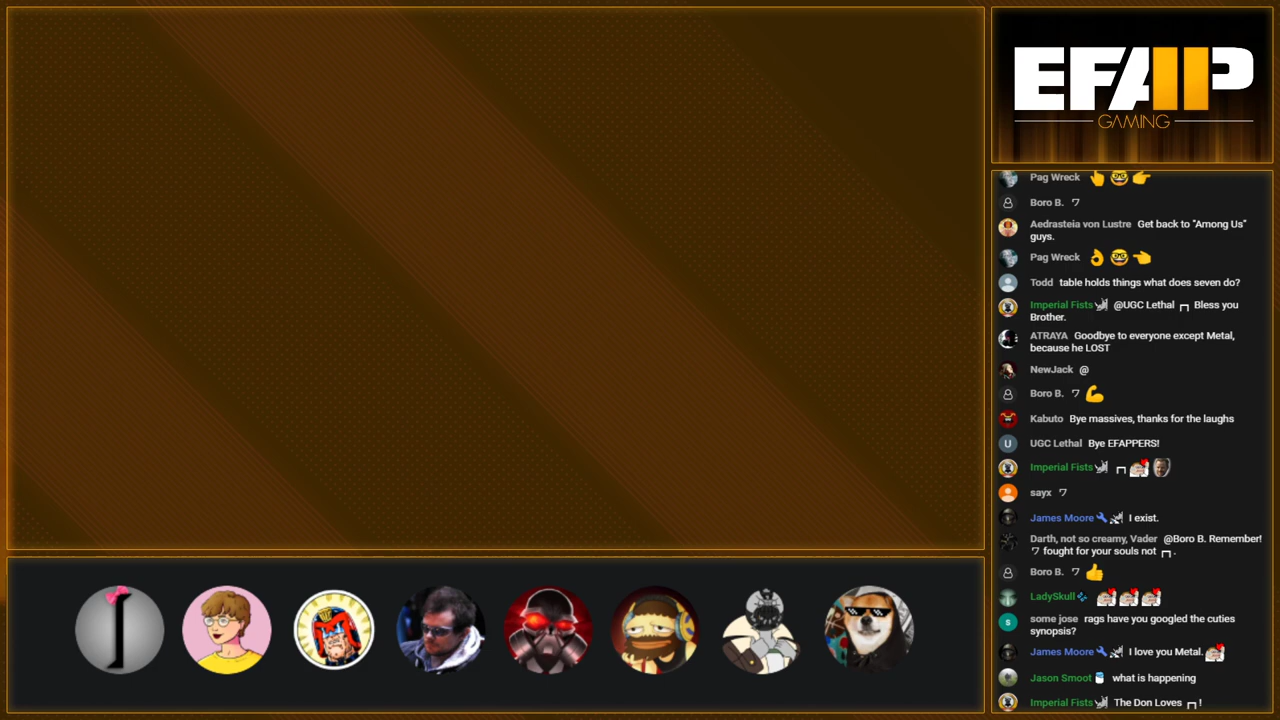 EFAP
GAMING
Pag Wreck
Boro B. ワ
Aedrasteia von Lustre Get back to "Among Us"
guys.
Pag Wreck
Todd table holds things what does seven do?
Imperial Fists @UGC Lethal ┌┐ Bless you
Brother.
ATRAYA Goodbye to everyone except Metal,
because he LOST
NewJack @
Boro B. ワ 💪
Kabuto Bye massives, thanks for the laughs
U
UGC Lethal Bye EFAPPERS!
Imperial Fists ┌┐
sayx ワ
James Moore I exist.
Darth, not so creamy, Vader @Boro B. Remember!
ワ fought for your souls not ┌┐ .
Boro B. ワ 👍
LadySkull
S
some jose rags have you googled the cuties
synopsis?
James Moore I love you Metal.
Jason Smoot what is happening
Imperial Fists The Don Loves ┌┐ !